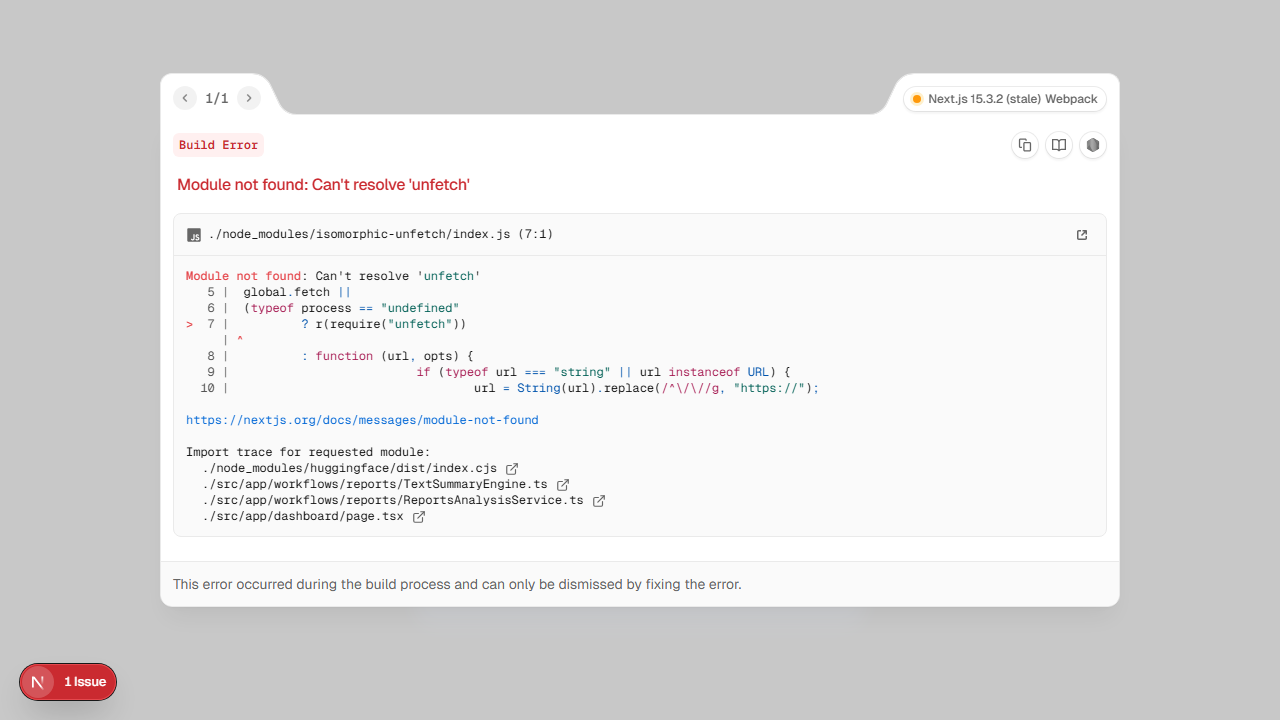 1/1
Next.js 15.3.2 (stale) Webpack
Build Error
Module not found: Can't resolve 'unfetch'
JS ./node_modules/isomorphic-unfetch/index.js (7:1)
Module not found: Can't resolve 'unfetch'
   5 |  global.fetch ||
   6 |  (typeof process == "undefined"
>  7 |          ? r(require("unfetch"))
     | ^
   8 |          : function (url, opts) {
   9 |                          if (typeof url === "string" || url instanceof URL) {
  10 |                                  url = String(url).replace(/^\/\//g, "https://");
https://nextjs.org/docs/messages/module-not-found
Import trace for requested module:
./node_modules/huggingface/dist/index.cjs
./src/app/workflows/reports/TextSummaryEngine.ts
./src/app/workflows/reports/ReportsAnalysisService.ts
./src/app/dashboard/page.tsx
This error occurred during the build process and can only be dismissed by fixing the error.
N 1 Issue